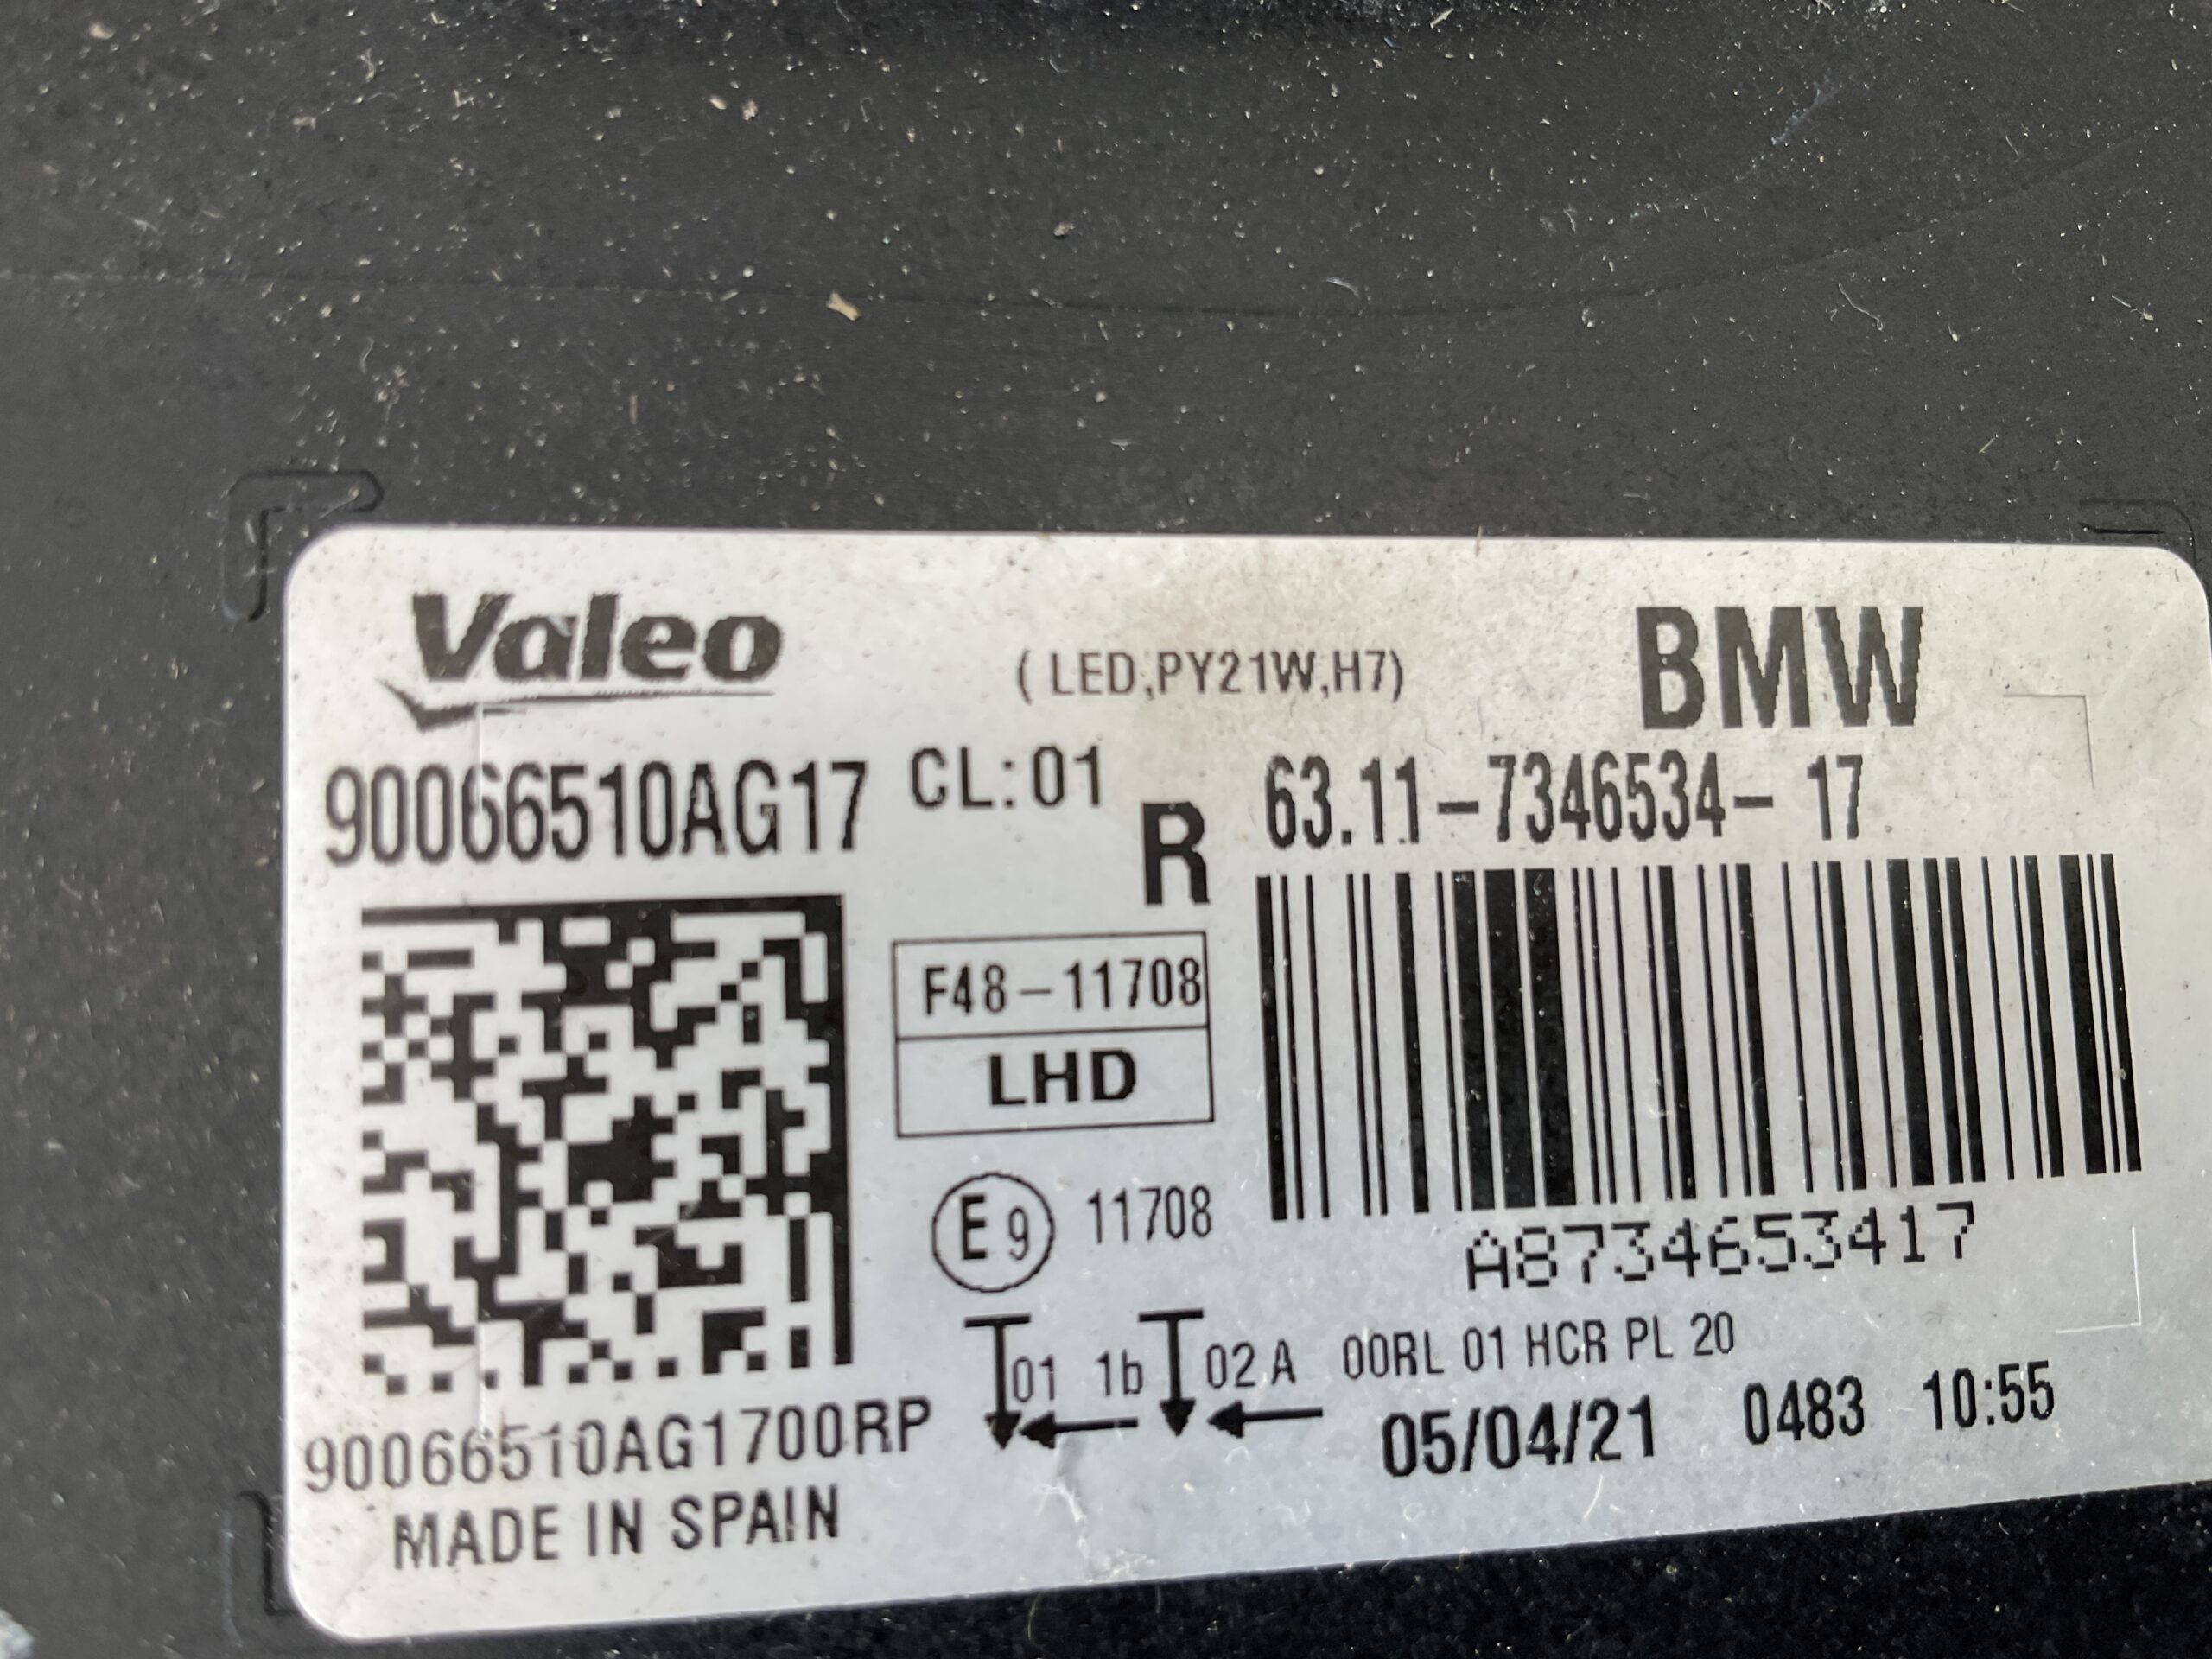 Valeo
( LED,PY21W,H7)
BMW
90066510AG17
CL:01
R
63.11-7346534- 17
F48-11708
LHD
E 9
11708
A8734653417
01 1b 02 A
00RL 01 HCR PL 20
90066510AG1700RP
05/04/21 0483 10:55
MADE IN SPAIN